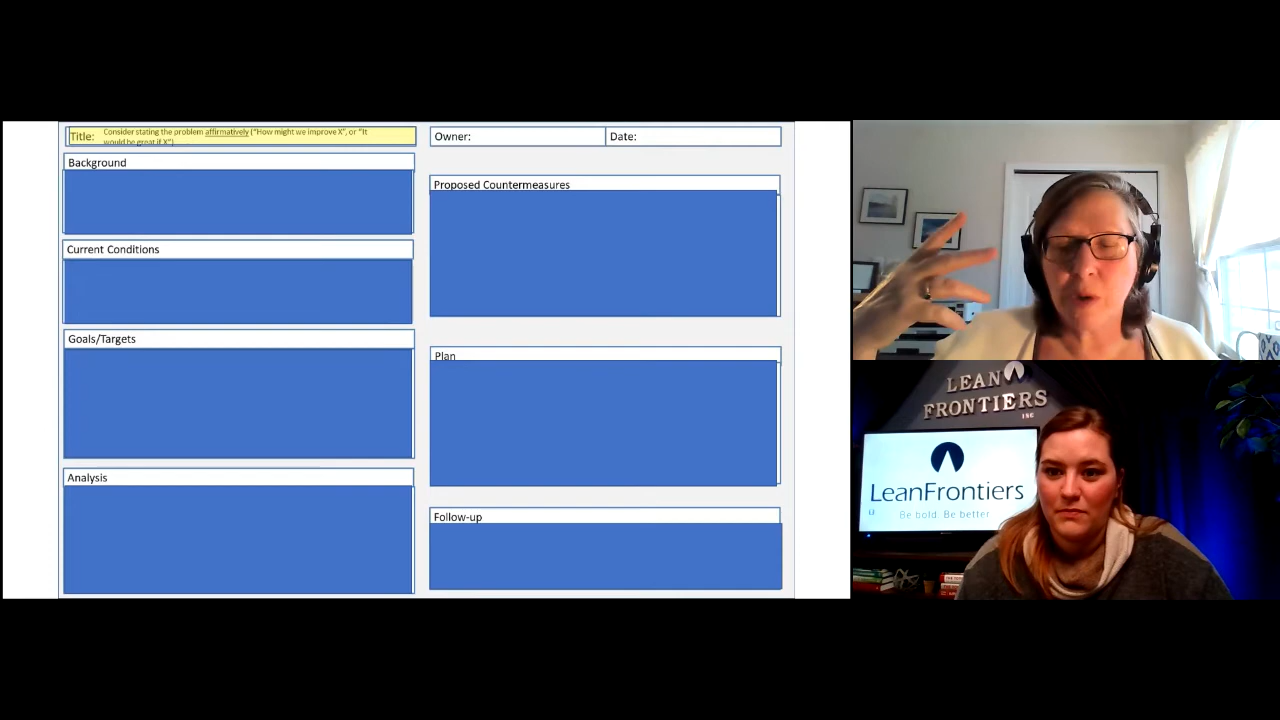 Title: Consider stating the problem affirmatively ("How might we improve X", or "It
would be great if X")
Background
Current Conditions
Goals/Targets
Analysis
Owner: Date:
Proposed Countermeasures
Plan
Follow-up
LEAN
FRONTIERS
INC
LeanFrontiers
Be bold. Be better.